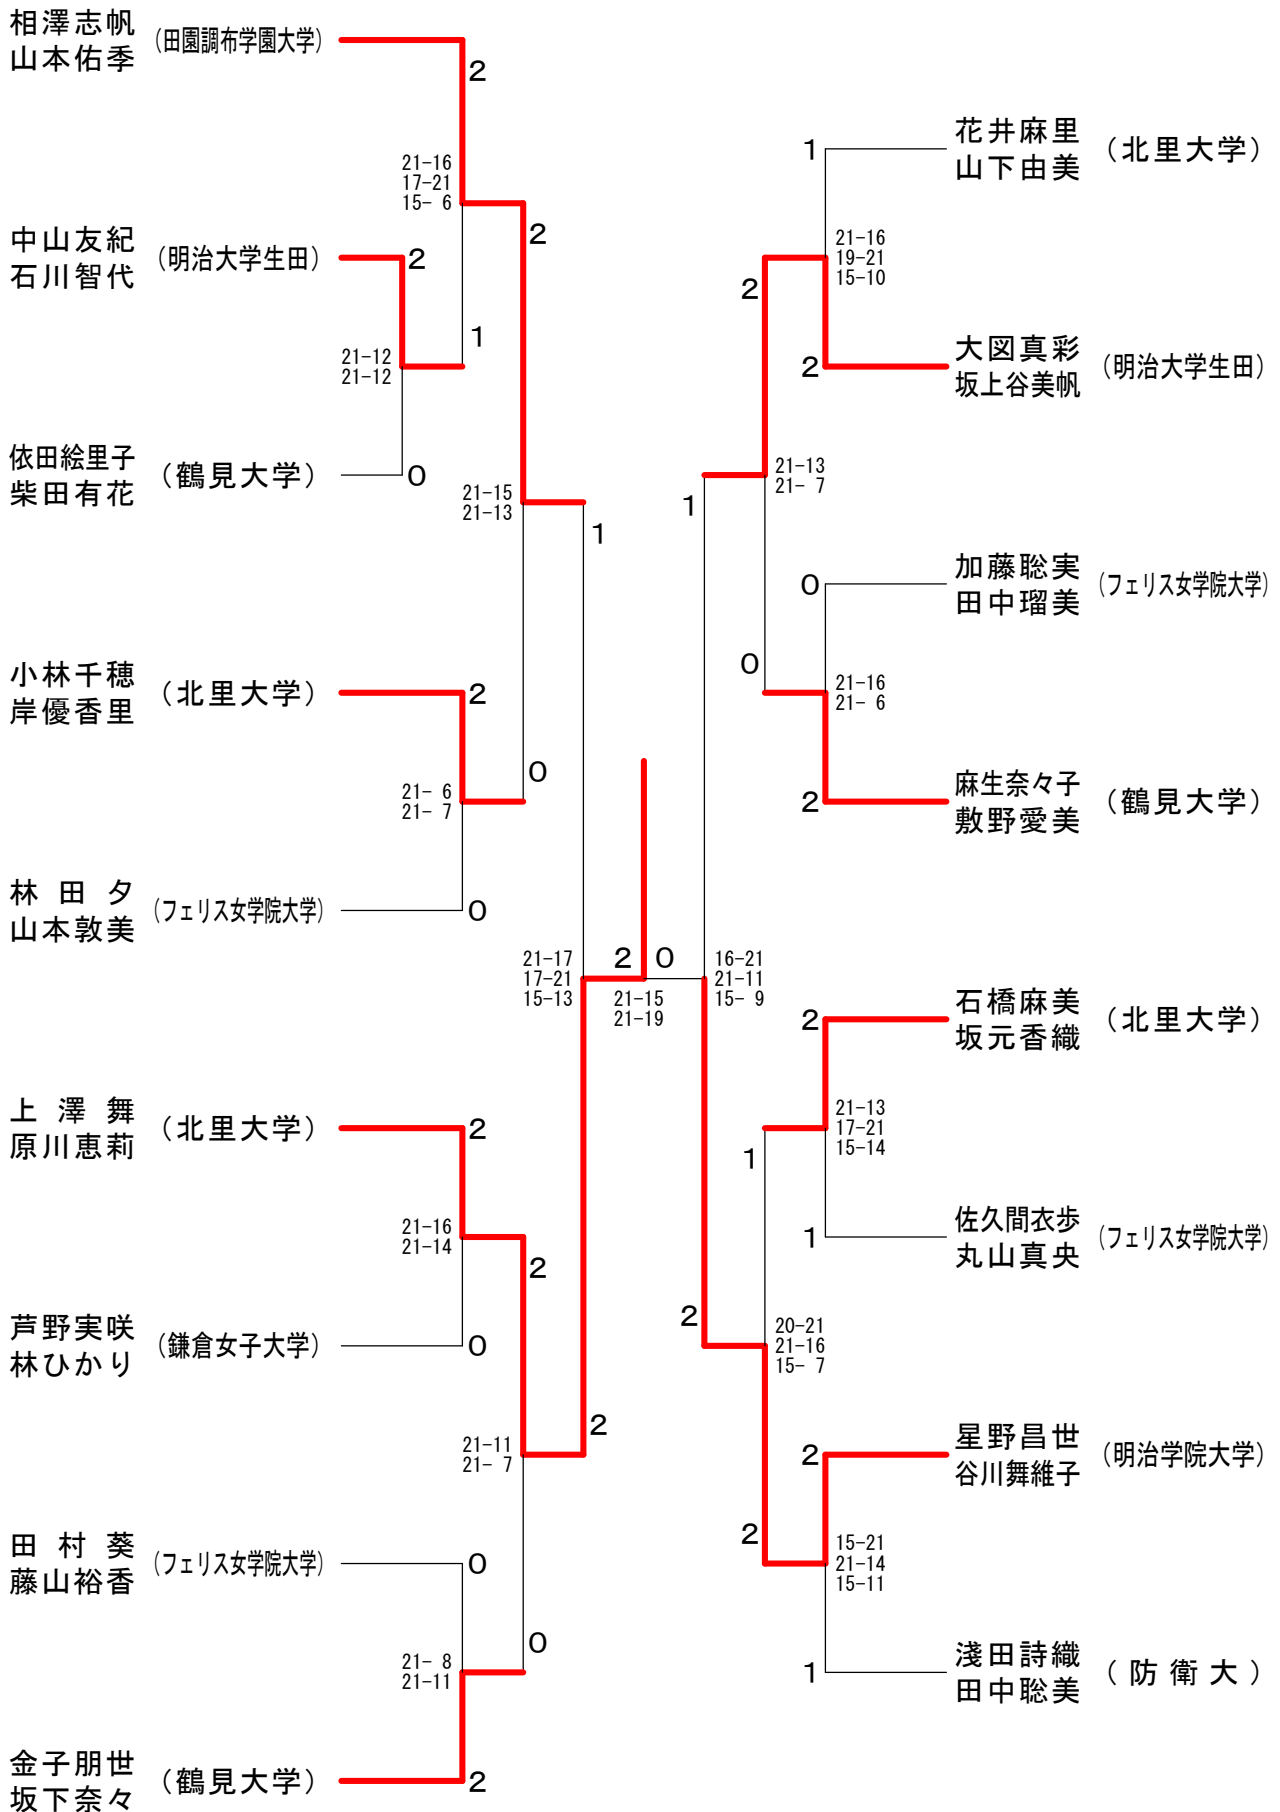 相澤志帆
山本佑季
(田園調布学園大学)
2
21-16
17-21
15- 6
2
中山友紀
石川智代
(明治大学生田)
2
1
21-12
21-12
依田絵里子
柴田有花
(鶴見大学)
0
21-15
21-13
1
小林千穂
岸優香里
(北里大学)
2
0
21- 6
21- 7
林田夕
山本敦美
(フェリス女学院大学)
0
21-17
17-21
15-13
2
0
21-15
21-19
上澤舞
原川恵莉
(北里大学)
2
21-16
21-14
2
芦野実咲
林ひかり
(鎌倉女子大学)
0
2
21-11
21- 7
田村葵
藤山裕香
(フェリス女学院大学)
0
0
21- 8
21-11
金子朋世
坂下奈々
(鶴見大学)
2
1
花井麻里
山下由美
(北里大学)
21-16
19-21
15-10
2
2
大図真彩
坂上谷美帆
(明治大学生田)
21-13
21- 7
1
0
加藤聡実
田中瑠美
(フェリス女学院大学)
0
21-16
21- 6
2
麻生奈々子
敷野愛美
(鶴見大学)
16-21
21-11
15- 9
2
石橋麻美
坂元香織
(北里大学)
21-13
17-21
15-14
1
1
佐久間衣歩
丸山真央
(フェリス女学院大学)
2
20-21
21-16
15- 7
2
星野昌世
谷川舞維子
(明治学院大学)
2
15-21
21-14
15-11
1
淺田詩織
田中聡美
(防衛大)